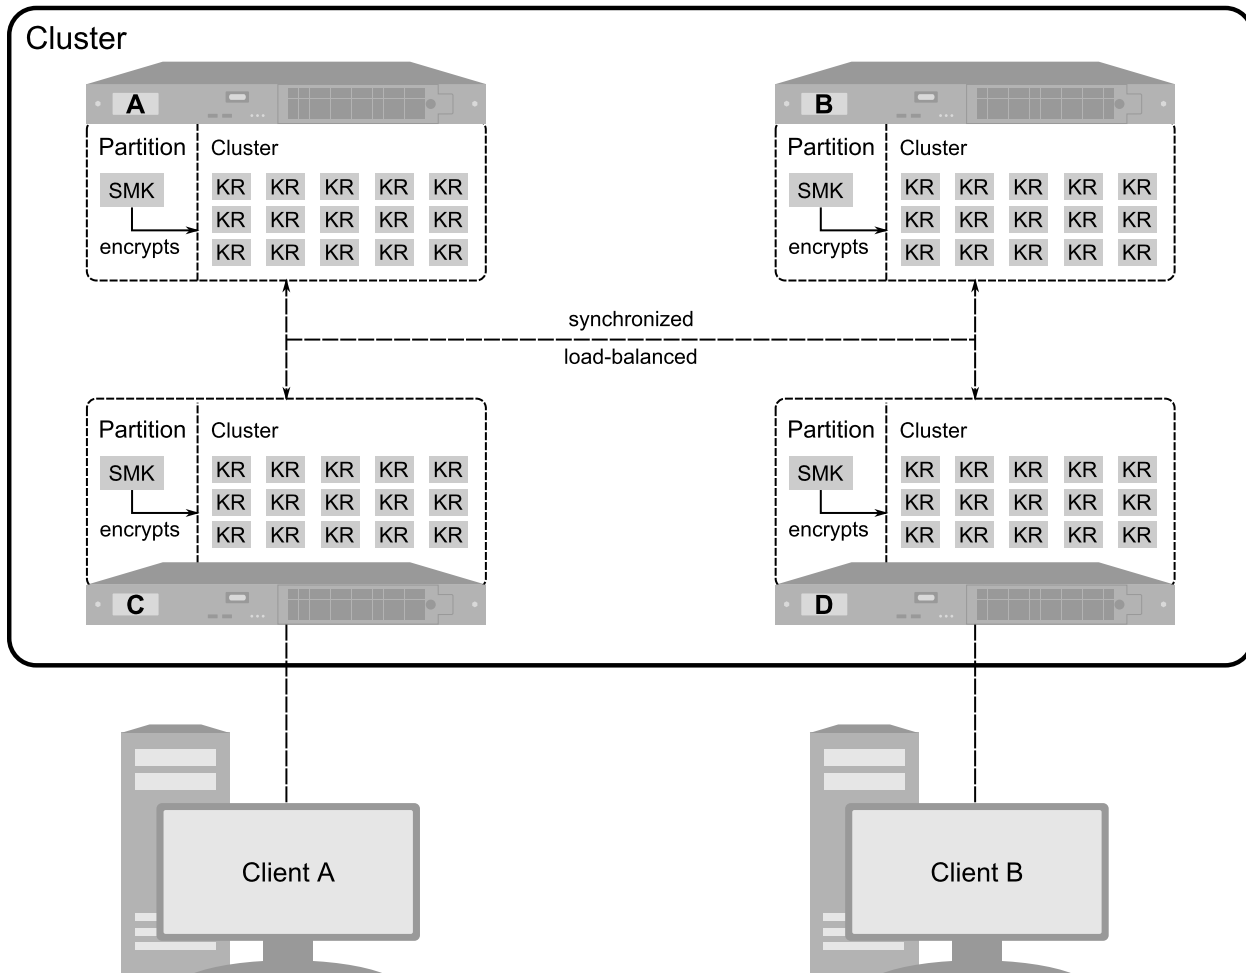 Cluster
A
B
Partition Cluster
SMK
encrypts
KR KR KR KR KR
KR KR KR KR KR
KR KR KR KR KR
Partition Cluster
SMK
encrypts
KR KR KR KR KR
KR KR KR KR KR
KR KR KR KR KR
synchronized
load-balanced
Partition Cluster
SMK
encrypts
KR KR KR KR KR
KR KR KR KR KR
KR KR KR KR KR
C
Partition Cluster
SMK
encrypts
KR KR KR KR KR
KR KR KR KR KR
KR KR KR KR KR
D
Client A
Client B